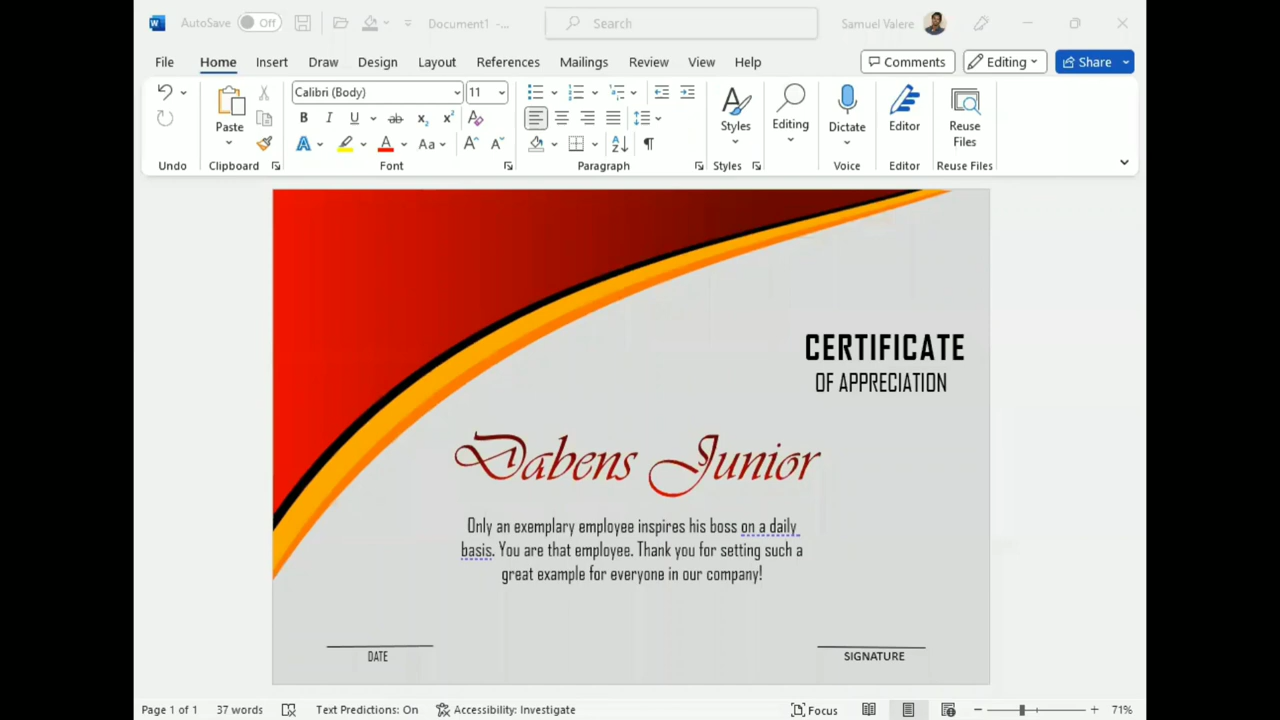 AutoSave Off Document1 -... Search Samuel Valere
File Home Insert Draw Design Layout References Mailings Review View Help Comments Editing Share
Calibri (Body) 11
Paste Styles Editing Dictate Editor Reuse Files
B I U ab x₂ x² A
A A Aa A A
Undo Clipboard Font Paragraph Styles Voice Editor Reuse Files
CERTIFICATE
OF APPRECIATION
Dabens Junior
Only an exemplary employee inspires his boss on a daily
basis. You are that employee. Thank you for setting such a
great example for everyone in our company!
DATE SIGNATURE
Page 1 of 1 37 words Text Predictions: On Accessibility: Investigate Focus 71%